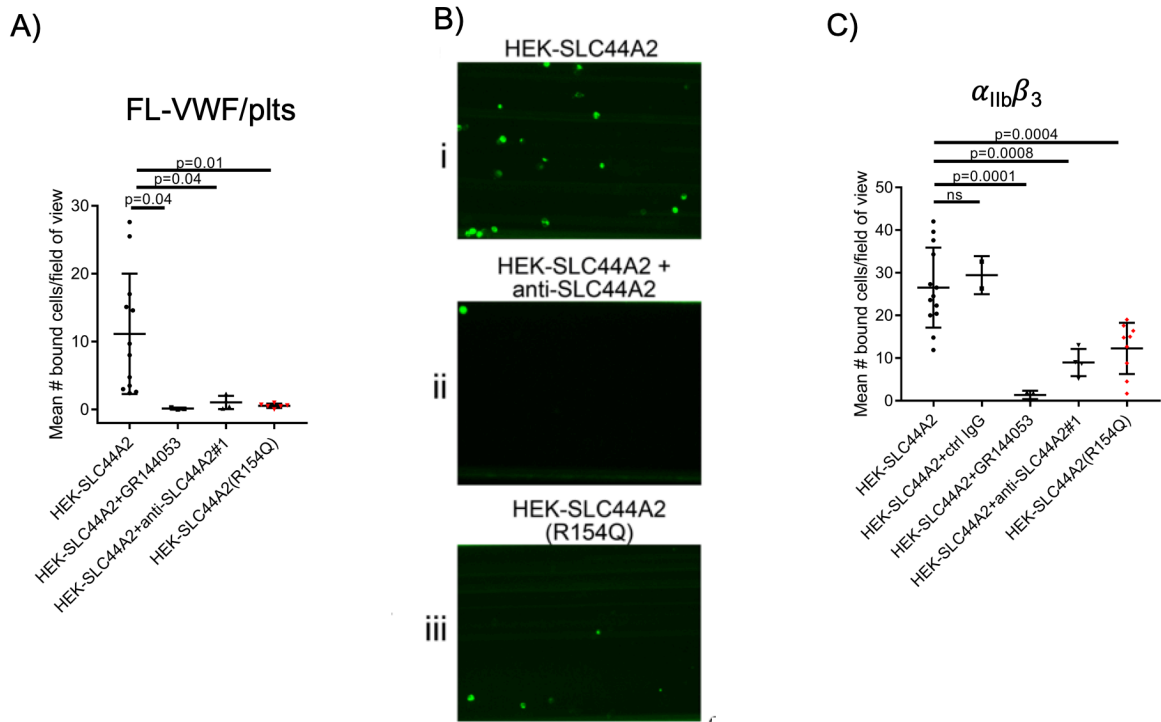 A)
FL-VWF/plts
p=0.01
p=0.04
p=0.04
Mean # bound cells/field of view
30
20
10
0
HEK-SLC44A2
HEK-SLC44A2+GR144053
HEK-SLC44A2+anti-SLC44A2#1
HEK-SLC44A2(R154Q)
B)
HEK-SLC44A2
i
HEK-SLC44A2 +
anti-SLC44A2
ii
HEK-SLC44A2
(R154Q)
iii
C)
αIIbβ3
p=0.0004
p=0.0008
p=0.0001
ns
Mean # bound cells/field of view
50
40
30
20
10
0
HEK-SLC44A2
HEK-SLC44A2+ctrl IgG
HEK-SLC44A2+GR144053
HEK-SLC44A2+anti-SLC44A2#1
HEK-SLC44A2(R154Q)